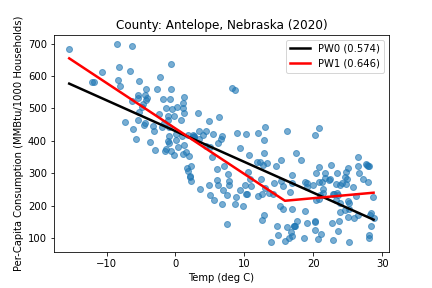 County: Antelope, Nebraska (2020)
Per-Capita Consumption (MMBtu/1000 Households)
700
600
500
400
300
200
100
PW0 (0.574)
PW1 (0.646)
−10 0 10 20 30
Temp (deg C)